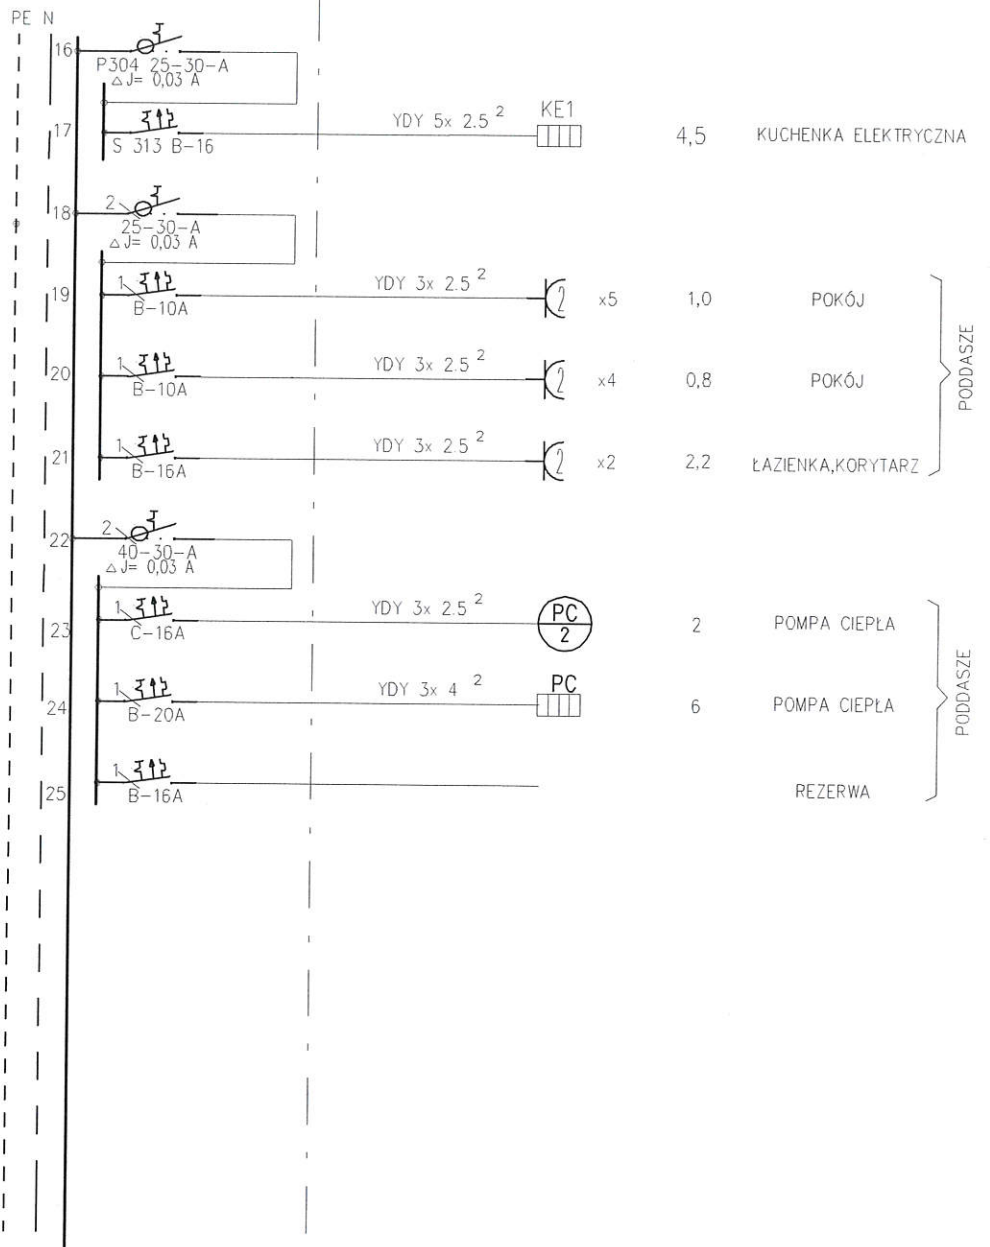 PE N
16
P304 25-30-A
△J= 0,03 A
17
S 313 B-16
YDY 5x 2.5 2
KE1
4,5
KUCHENKA ELEKTRYCZNA
18
2
25-30-A
△J= 0,03 A
19
1
B-10A
YDY 3x 2.5 2
2
x5
1,0
POKÓJ
20
1
B-10A
YDY 3x 2.5 2
2
x4
0,8
POKÓJ
21
1
B-16A
YDY 3x 2.5 2
2
x2
2,2
ŁAZIENKA,KORYTARZ
PODDASZE
22
2
40-30-A
△J= 0,03 A
23
1
C-16A
YDY 3x 2.5 2
PC
2
2
POMPA CIEPŁA
24
1
B-20A
YDY 3x 4 2
PC
6
POMPA CIEPŁA
25
1
B-16A
REZERWA
PODDASZE